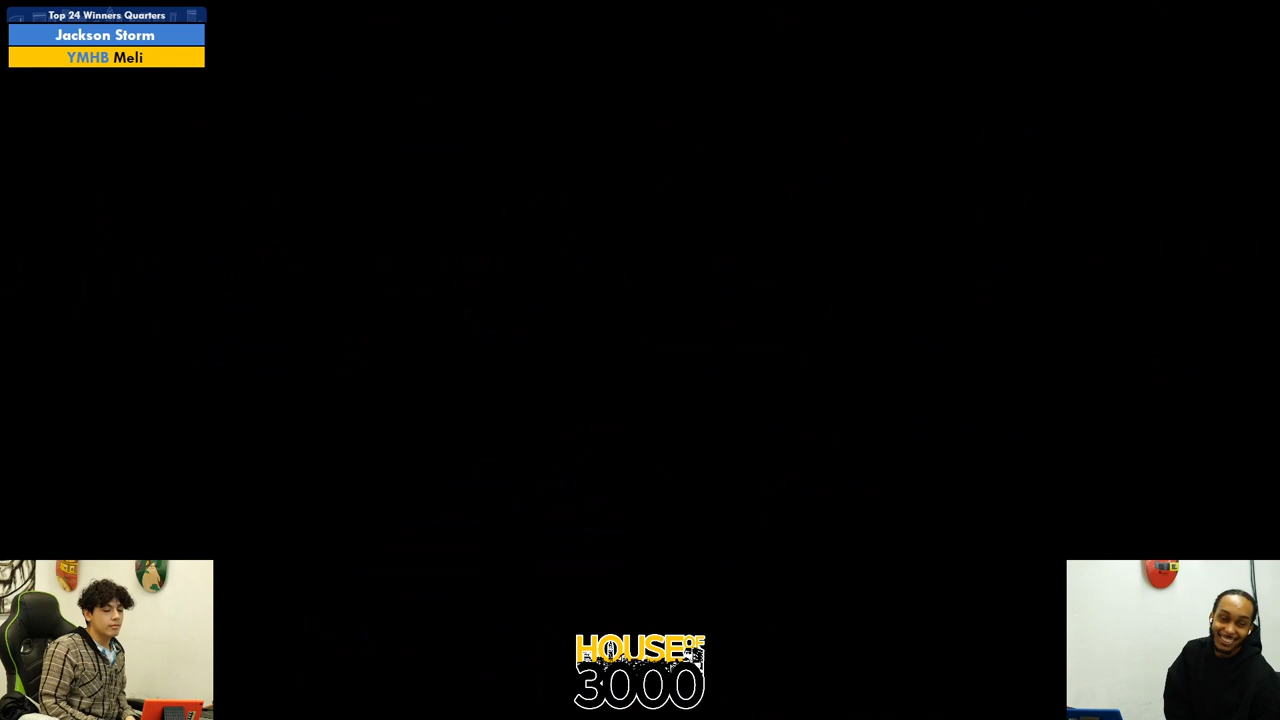 Top 24 Winners Quarters
Jackson Storm
YMHB Meli
HOUSE OF
3000